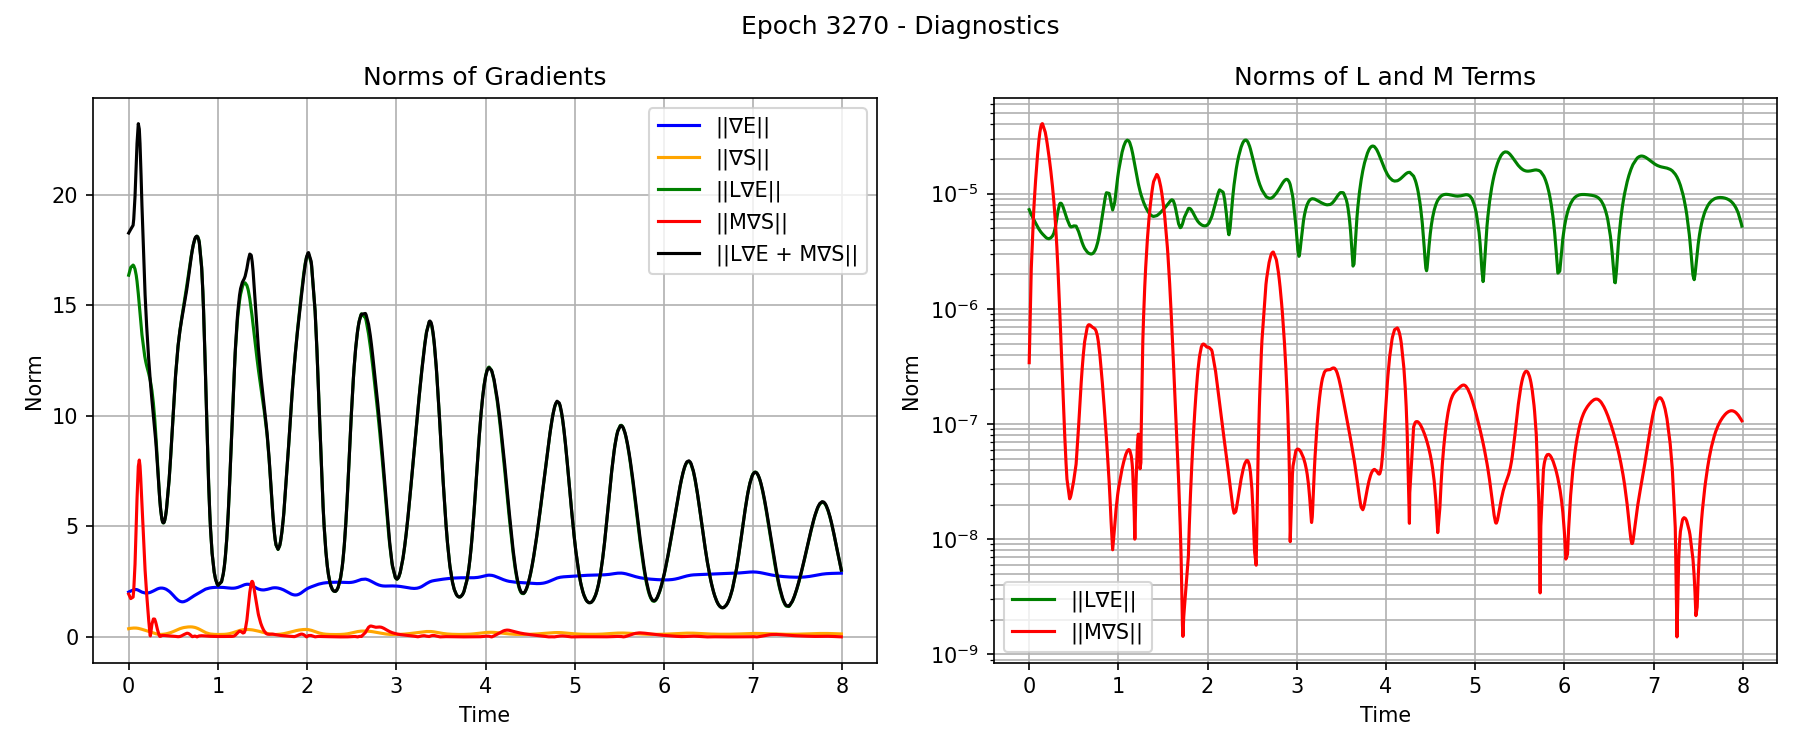 Epoch 3270 - Diagnostics
Norms of Gradients
Norm
20
15
10
5
0
||∇E||
||∇S||
||L∇E||
||M∇S||
||L∇E + M∇S||
0 1 2 3 4 5 6 7 8
Time
Norms of L and M Terms
Norm
10⁻⁵
10⁻⁶
10⁻⁷
10⁻⁸
10⁻⁹
||L∇E||
||M∇S||
0 1 2 3 4 5 6 7 8
Time